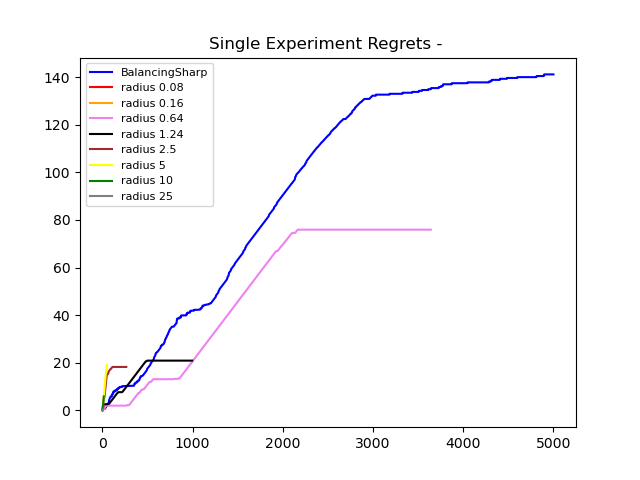 Single Experiment Regrets -
BalancingSharp
radius 0.08
radius 0.16
radius 0.64
radius 1.24
radius 2.5
radius 5
radius 10
radius 25
140
120
100
80
60
40
20
0
0 1000 2000 3000 4000 5000